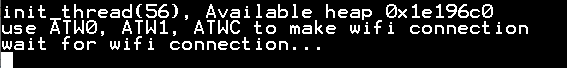 init_thread(56), Available heap 0x1e196c0
use ATW0, ATW1, ATWC to make wifi connection
wait for wifi connection...